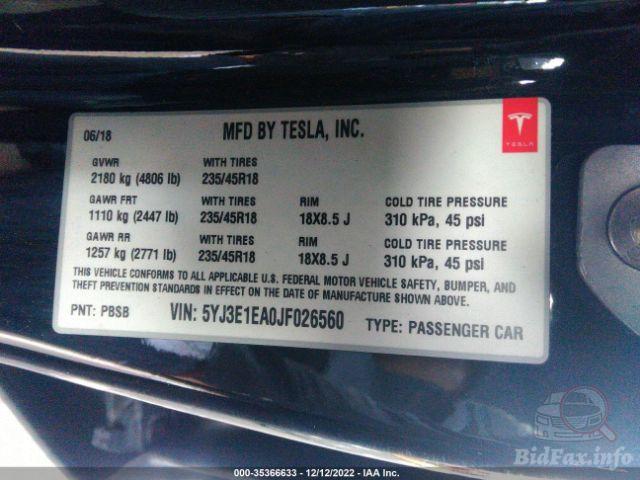 06/18 MFD BY TESLA, INC.
TESLA
GVWR WITH TIRES
2180 kg (4806 lb) 235/45R18
GAWR FRT WITH TIRES RIM COLD TIRE PRESSURE
1110 kg (2447 lb) 235/45R18 18X8.5 J 310 kPa, 45 psi
GAWR RR WITH TIRES RIM COLD TIRE PRESSURE
1257 kg (2771 lb) 235/45R18 18X8.5 J 310 kPa, 45 psi
THIS VEHICLE CONFORMS TO ALL APPLICABLE U.S. FEDERAL MOTOR VEHICLE SAFETY, BUMPER, AND
THEFT PREVENTION STANDARDS IN EFFECT ON THE DATE OF MANUFACTURE SHOWN ABOVE.
PNT: PBSB VIN: 5YJ3E1EA0JF026560 TYPE: PASSENGER CAR
BidFax.info
000-35366633 - 12/12/2022 - IAA Inc.